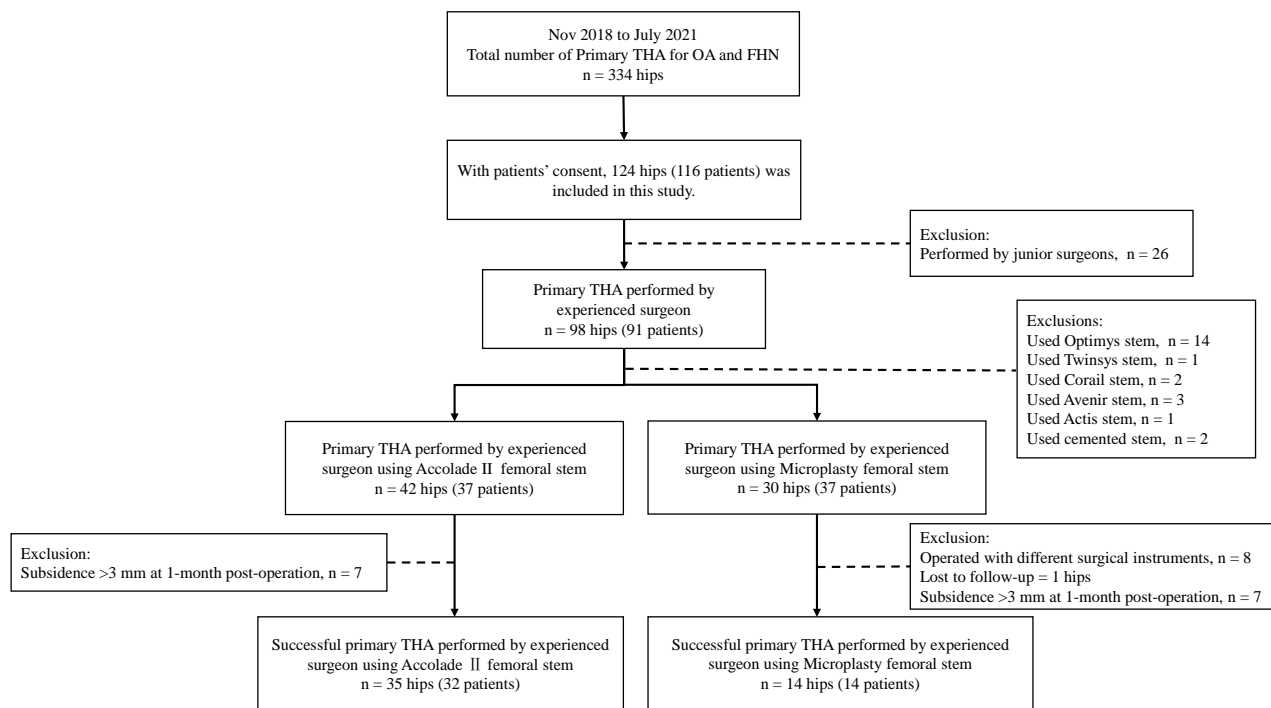 Nov 2018 to July 2021
Total number of Primary THA for OA and FHN
n = 334 hips
With patients’ consent, 124 hips (116 patients) was
included in this study.
Exclusion:
Performed by junior surgeons, n = 26
Primary THA performed by
experienced surgeon
n = 98 hips (91 patients)
Exclusions:
Used Optimys stem, n = 14
Used Twinsys stem, n = 1
Used Corail stem, n = 2
Used Avenir stem, n = 3
Used Actis stem, n = 1
Used cemented stem, n = 2
Primary THA performed by experienced
surgeon using Accolade Ⅱ femoral stem
n = 42 hips (37 patients)
Primary THA performed by experienced
surgeon using Microplasty femoral stem
n = 30 hips (37 patients)
Exclusion:
Subsidence >3 mm at 1-month post-operation, n = 7
Exclusion:
Operated with different surgical instruments, n = 8
Lost to follow-up = 1 hips
Subsidence >3 mm at 1-month post-operation, n = 7
Successful primary THA performed by experienced
surgeon using Accolade Ⅱ femoral stem
n = 35 hips (32 patients)
Successful primary THA performed by experienced
surgeon using Microplasty femoral stem
n = 14 hips (14 patients)